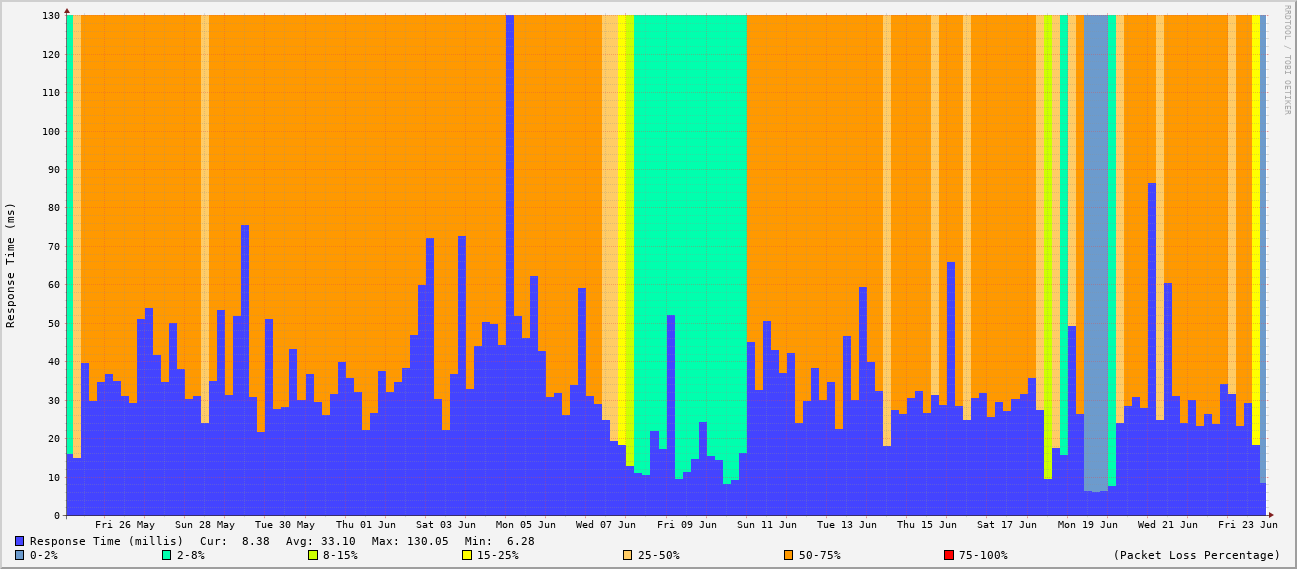 RRDTOOL / TOBI OETIKER
Response Time (ms)
130
120
110
100
90
80
70
60
50
40
30
20
10
0
Fri 26 May Sun 28 May Tue 30 May Thu 01 Jun Sat 03 Jun Mon 05 Jun Wed 07 Jun Fri 09 Jun Sun 11 Jun Tue 13 Jun Thu 15 Jun Sat 17 Jun Mon 19 Jun Wed 21 Jun Fri 23 Jun
Response Time (millis) Cur: 8.38 Avg: 33.10 Max: 130.05 Min: 6.28
0-2% 2-8% 8-15% 15-25% 25-50% 50-75% 75-100% (Packet Loss Percentage)